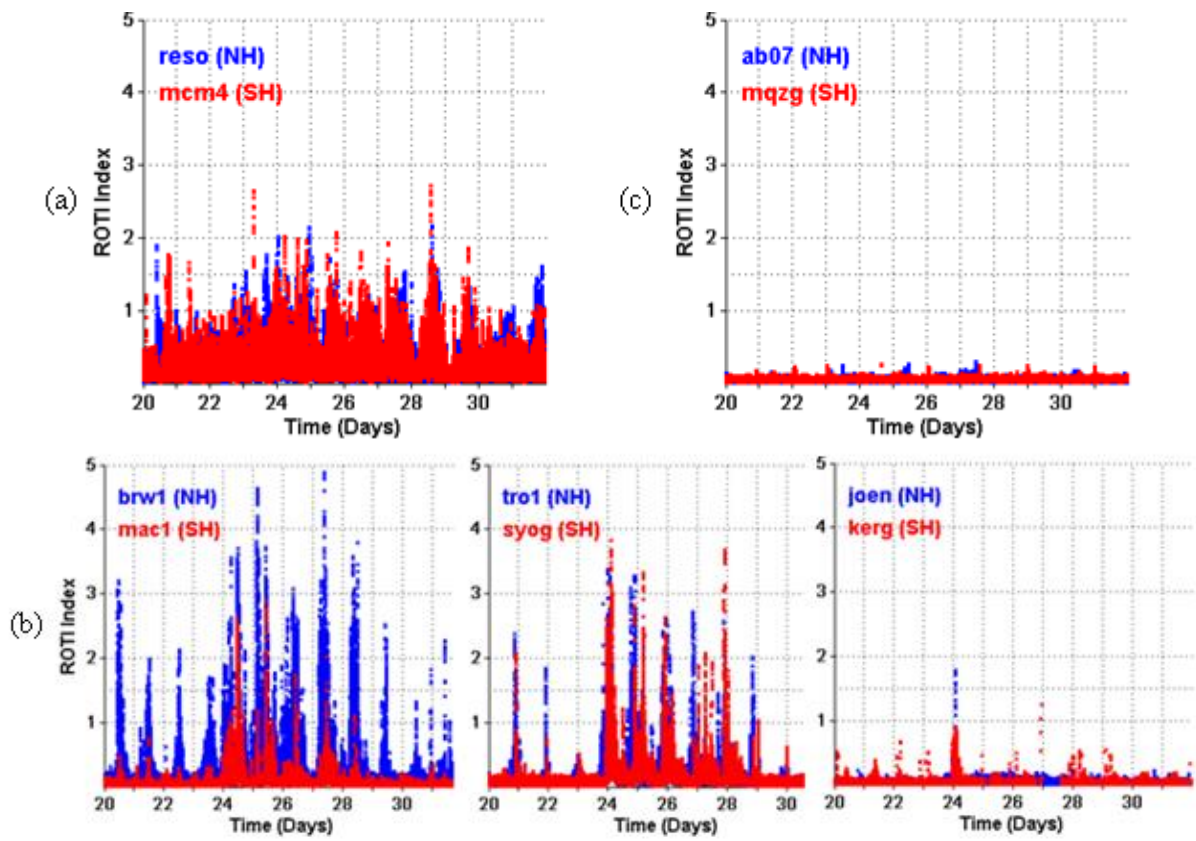 (a)
ROTI Index
5
4
3
2
1
reso (NH)
mcm4 (SH)
20 22 24 26 28 30
Time (Days)
(c)
ROTI Index
5
4
3
2
1
ab07 (NH)
mqzg (SH)
20 22 24 26 28 30
Time (Days)
(b)
ROTI Index
5
4
3
2
1
brw1 (NH)
mac1 (SH)
20 22 24 26 28 30
Time (Days)
5
4
3
2
1
tro1 (NH)
syog (SH)
20 22 24 26 28 30
Time (Days)
5
4
3
2
1
joen (NH)
kerg (SH)
20 22 24 26 28 30
Time (Days)